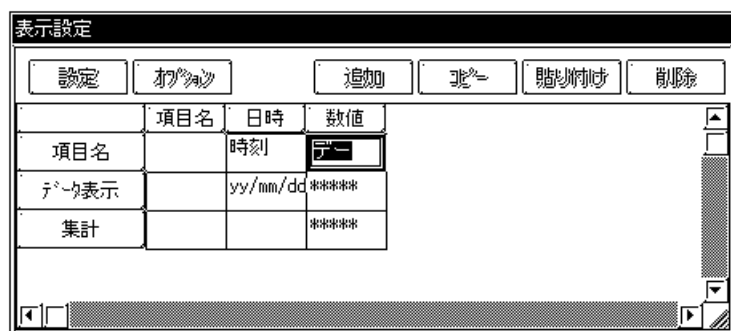 表示設定
設定 ｵﾌﾟｼｮﾝ 追加 ｺﾋﾟｰ 貼り付け 削除
項目名 日時 数値
項目名 時刻 デー
ﾃﾞｰﾀ表示 yy/mm/dd *****
集計 *****